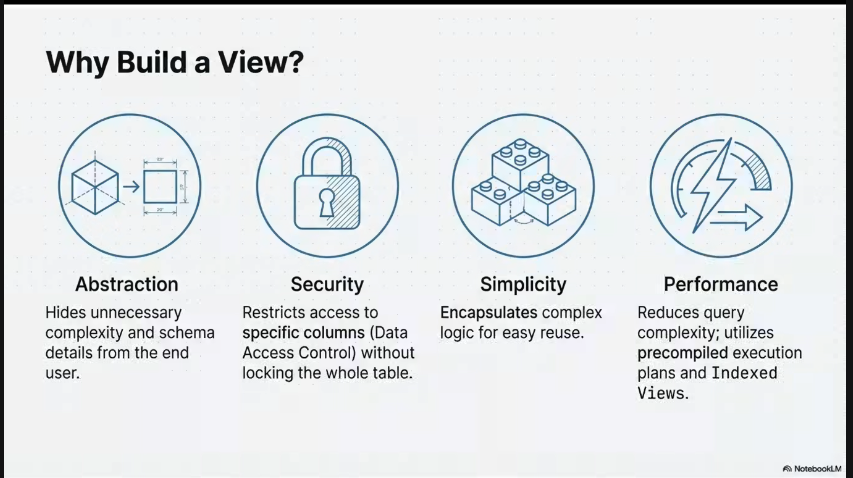 Why Build a View?
Abstraction
Hides unnecessary
complexity and schema
details from the end
user.
Security
Restricts access to
specific columns (Data
Access Control) without
locking the whole table.
Simplicity
Encapsulates complex
logic for easy reuse.
Performance
Reduces query
complexity; utilizes
precompiled execution
plans and Indexed
Views.
NotebookLM